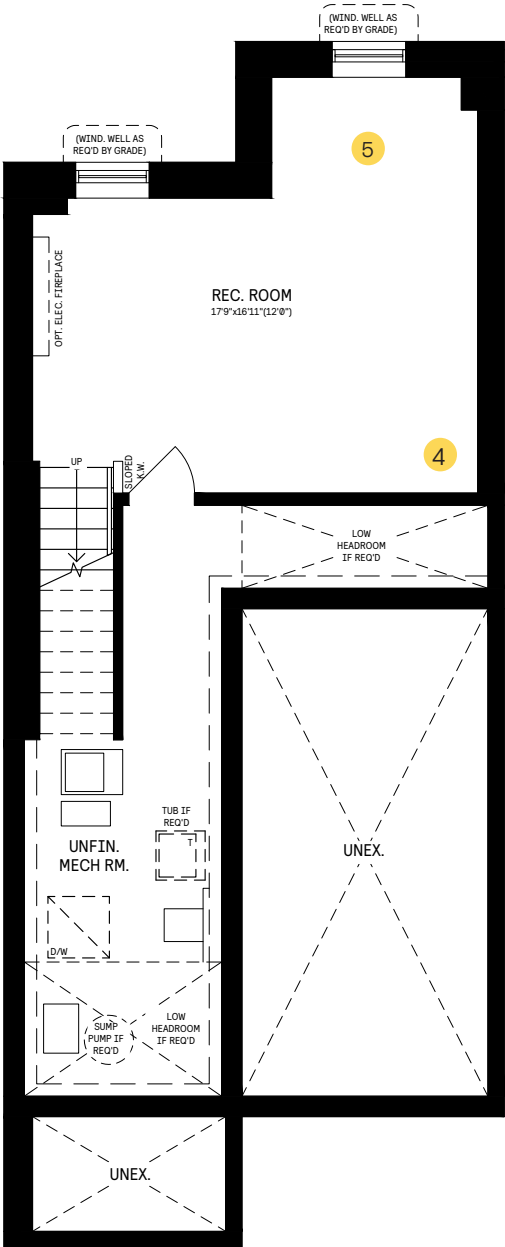 (WIND. WELL AS
REQ'D BY GRADE)
(WIND. WELL AS
REQ'D BY GRADE)
5
OPT. ELEC. FIREPLACE
REC. ROOM
17'9"x16'11"(12'0")
4
UP
SLOPED
K.W.
LOW
HEADROOM
IF REQ'D
TUB IF
REQ'D
T
UNFIN.
MECH RM.
UNEX.
D/W
SUMP
PUMP IF
REQ'D
LOW
HEADROOM
IF REQ'D
UNEX.